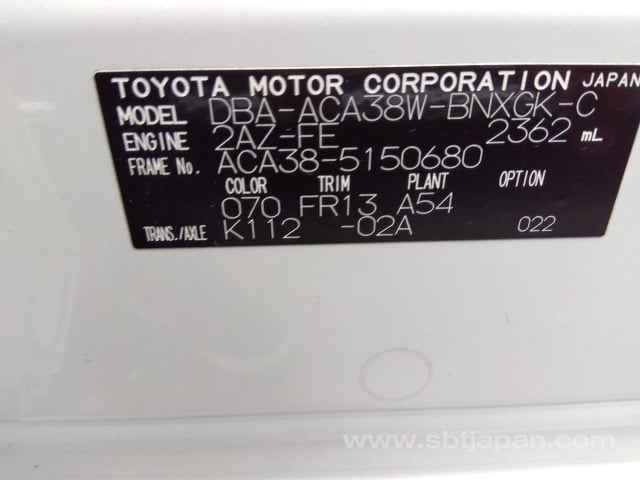 TOYOTA MOTOR CORPORATION JAPAN
MODEL DBA-ACA38W-BNXGK-C
ENGINE 2AZ-FE 2362 mL
FRAME No. ACA38-5150680
COLOR TRIM PLANT OPTION
070 FR13 A54
TRANS./AXLE K112 -02A 022
www.sbtjapan.com